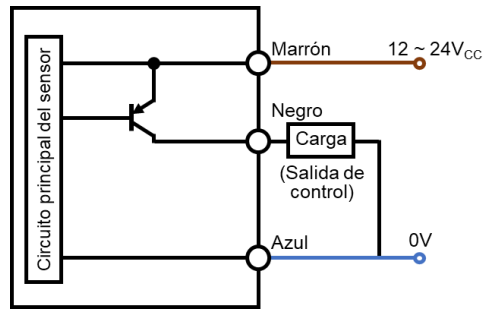 Circuito principal del sensor
Marrón
12 ~ 24VCC
Negro
Carga
(Salida de
control)
Azul
0V